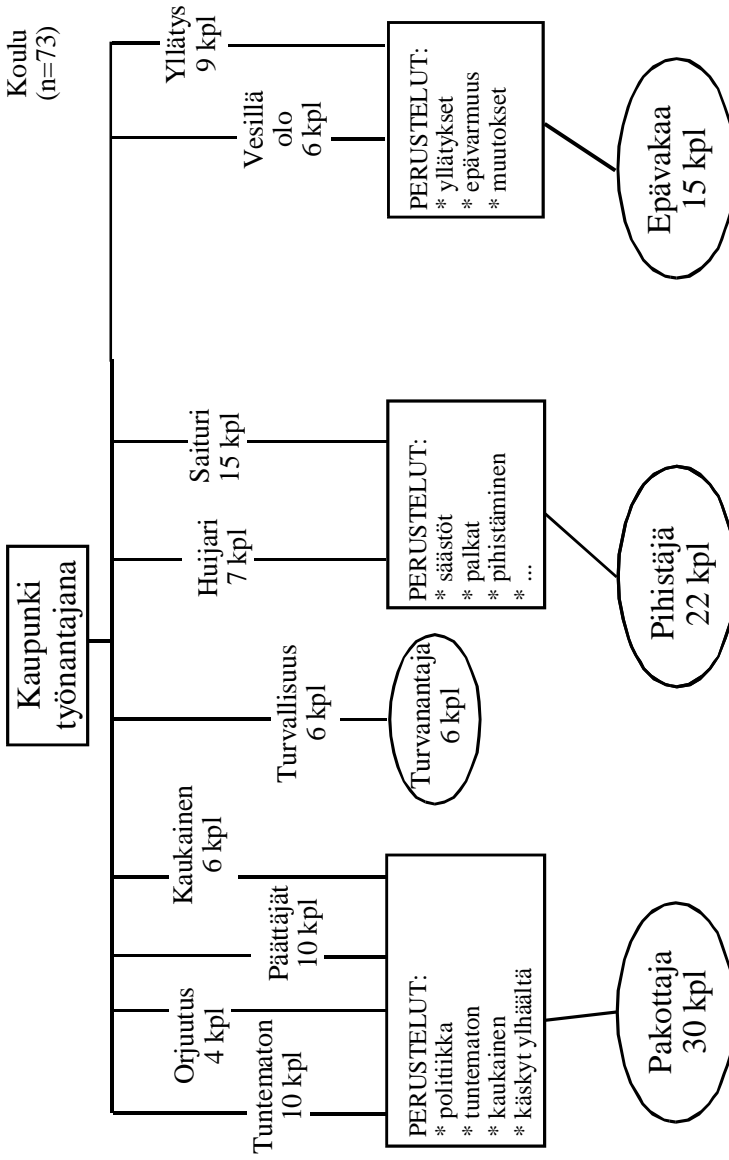 Koulu
(n=73)
Kaupunki
työnantajana
Tuntematon
10 kpl
Orjuutus
4 kpl
Päättäjät
10 kpl
Kaukainen
6 kpl
Turvallisuus
6 kpl
Huijari
7 kpl
Saituri
15 kpl
Vesillä
olo
6 kpl
Yllätys
9 kpl
PERUSTELUT:
* politiikka
* tuntematon
* kaukainen
* käskyt ylhäältä
Turvanantaja
6 kpl
PERUSTELUT:
* säästöt
* palkat
* pihistäminen
* ...
PERUSTELUT:
* yllätykset
* epävarmuus
* muutokset
Pakottaja
30 kpl
Pihistäjä
22 kpl
Epävakaa
15 kpl